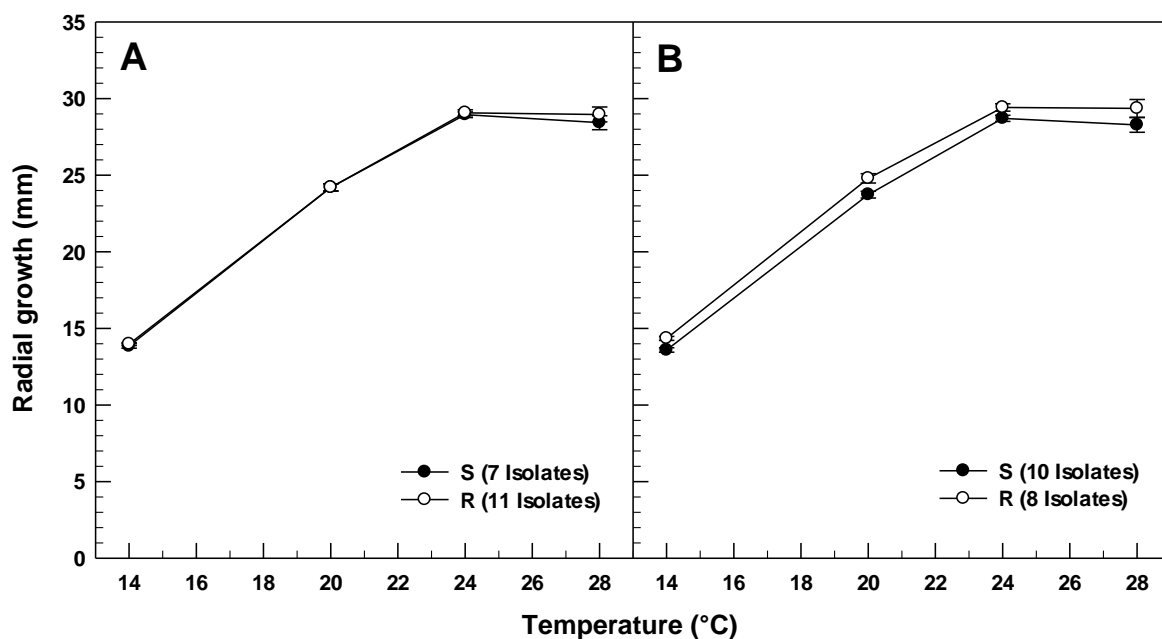 A
B
Radial growth (mm)
35
30
25
20
15
10
5
0
S (7 Isolates)
R (11 Isolates)
S (10 Isolates)
R (8 Isolates)
14 16 18 20 22 24 26 28
14 16 18 20 22 24 26 28
Temperature (°C)